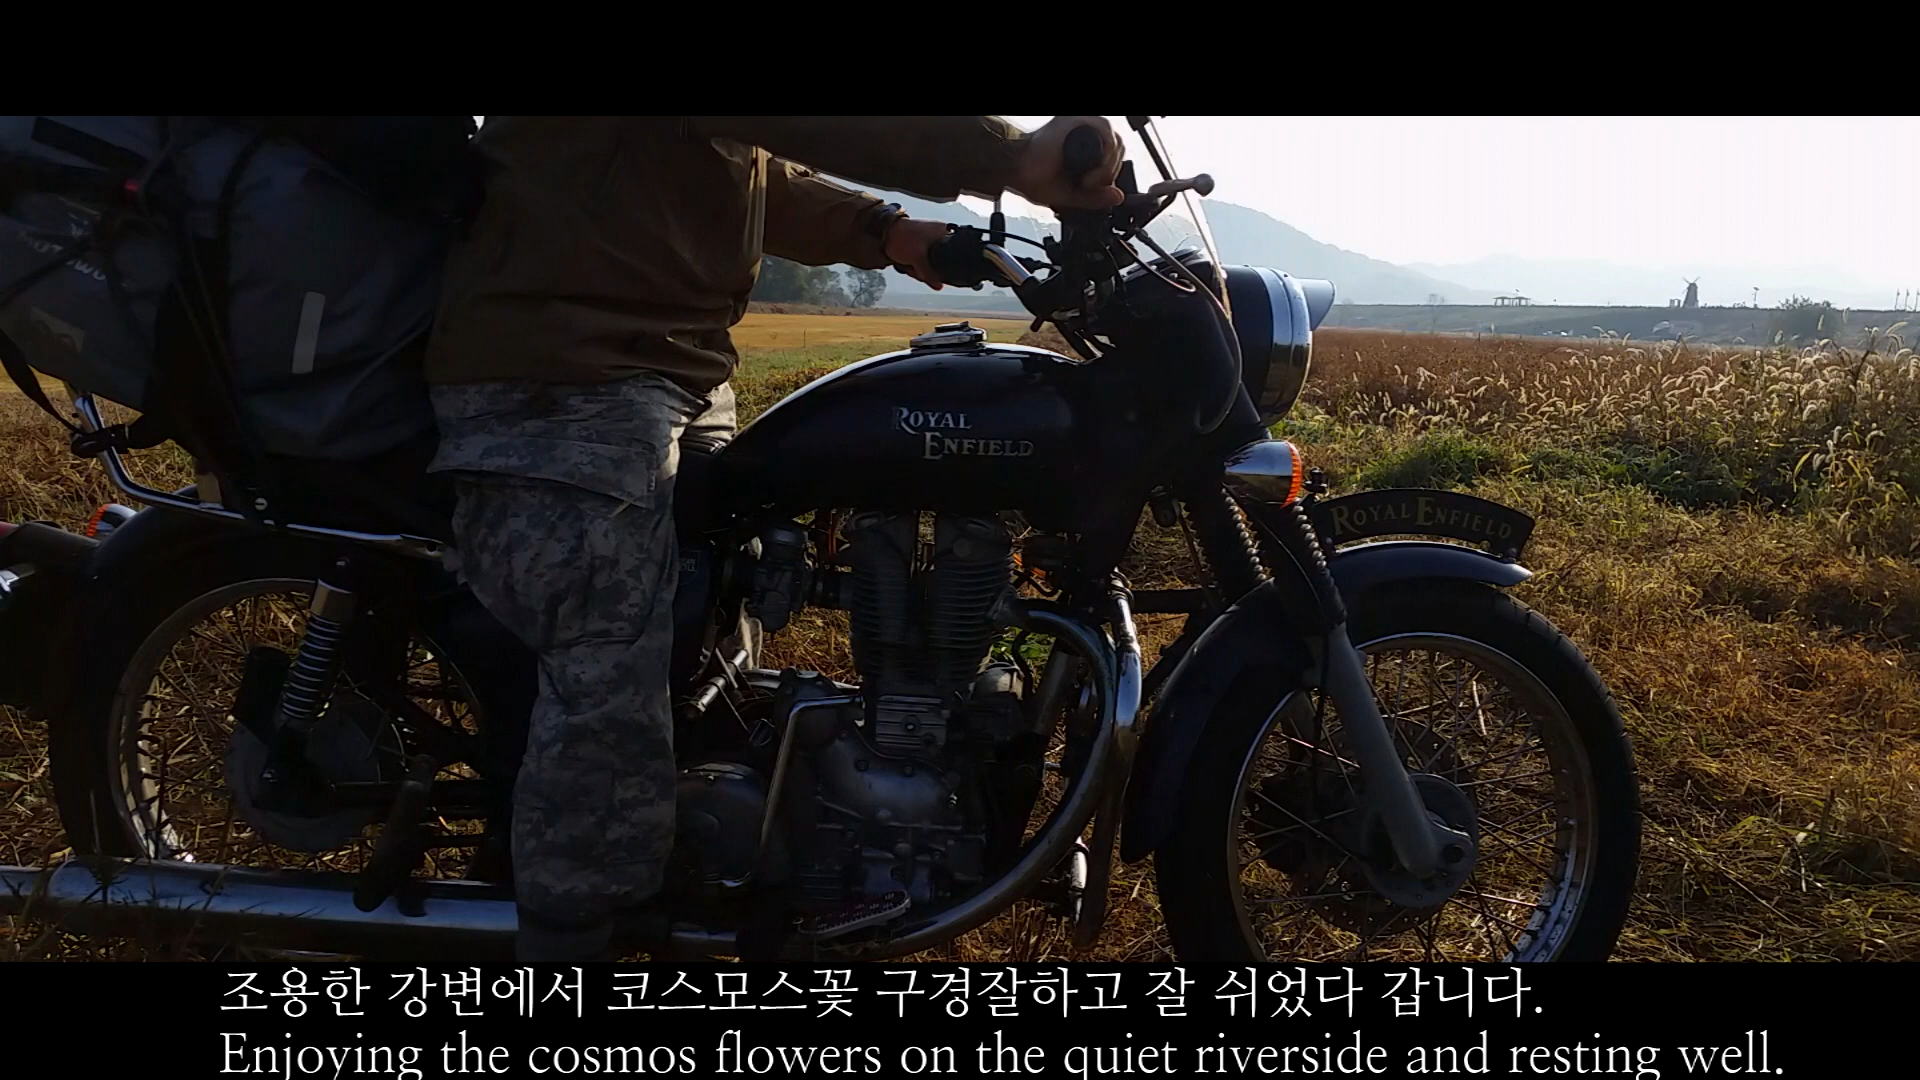 ROYAL
ENFIELD
ROYAL ENFIELD
조용한 강변에서 코스모스꽃 구경잘하고 잘 쉬었다 갑니다.
Enjoying the cosmos flowers on the quiet riverside and resting well.